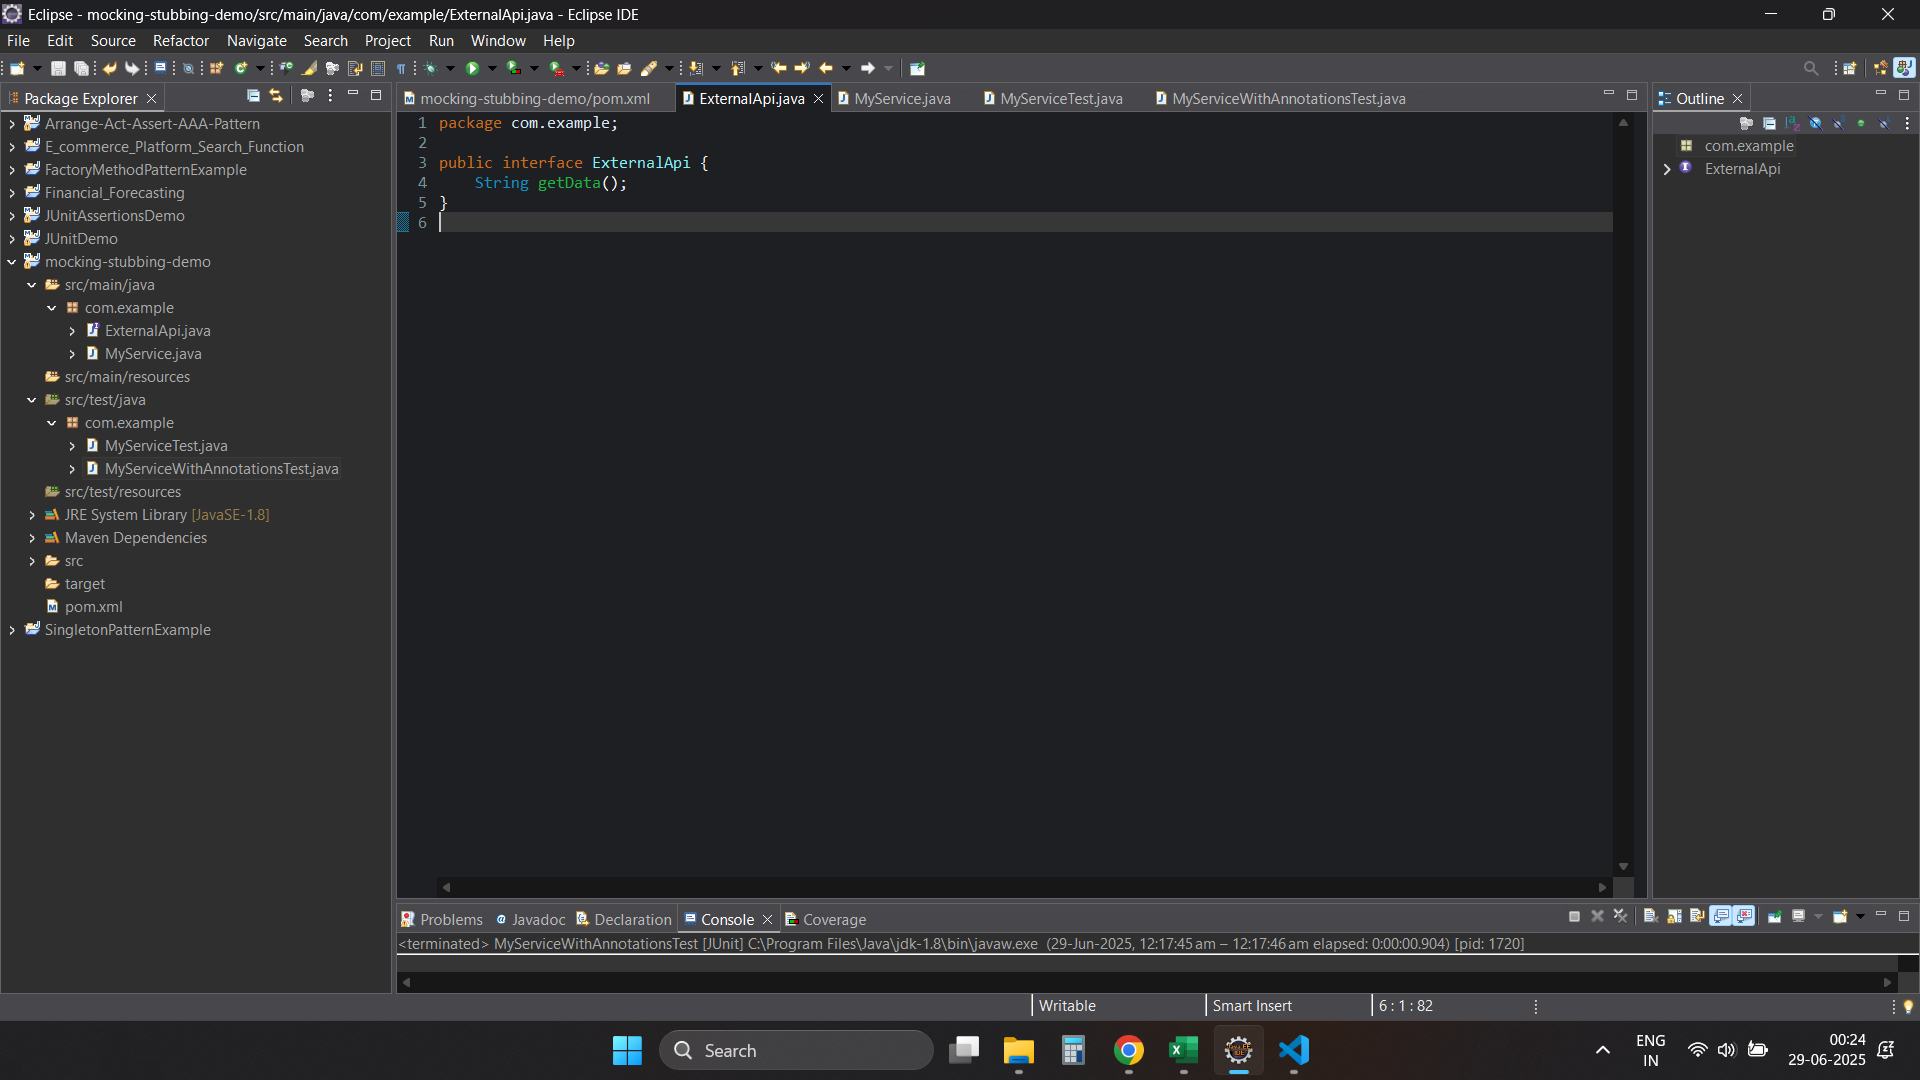 Eclipse - mocking-stubbing-demo/src/main/java/com/example/ExternalApi.java - Eclipse IDE
File Edit Source Refactor Navigate Search Project Run Window Help
Package Explorer
Arrange-Act-Assert-AAA-Pattern
E_commerce_Platform_Search_Function
FactoryMethodPatternExample
Financial_Forecasting
JUnitAssertionsDemo
JUnitDemo
mocking-stubbing-demo
src/main/java
com.example
ExternalApi.java
MyService.java
src/main/resources
src/test/java
com.example
MyServiceTest.java
MyServiceWithAnnotationsTest.java
src/test/resources
JRE System Library [JavaSE-1.8]
Maven Dependencies
src
target
pom.xml
SingletonPatternExample
mocking-stubbing-demo/pom.xml ExternalApi.java MyService.java MyServiceTest.java MyServiceWithAnnotationsTest.java
1 package com.example;
2
3 public interface ExternalApi {
4 String getData();
5 }
6
Outline
com.example
ExternalApi
Problems Javadoc Declaration Console Coverage
<terminated> MyServiceWithAnnotationsTest [JUnit] C:\Program Files\Java\jdk-1.8\bin\javaw.exe (29-Jun-2025, 12:17:45 am – 12:17:46 am elapsed: 0:00:00.904) [pid: 1720]
Writable Smart Insert 6 : 1 : 82
Search
ENG
IN
00:24
29-06-2025